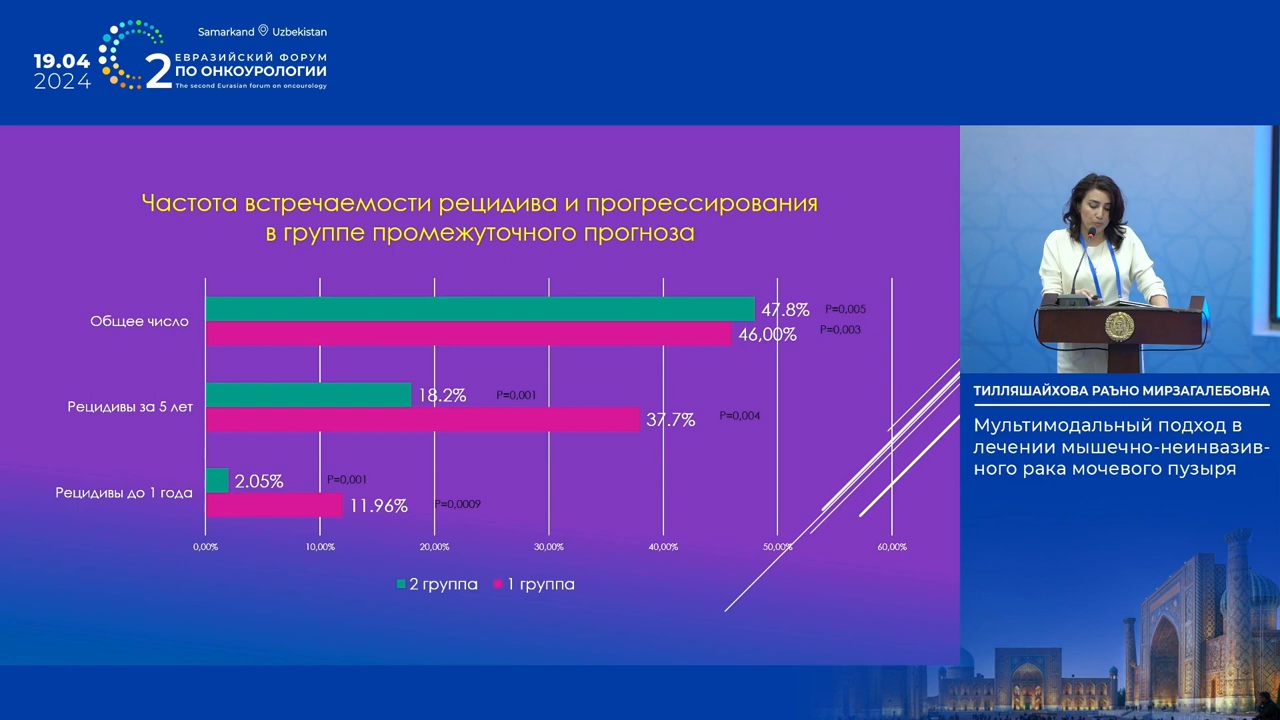 Samarkand Uzbekistan
19.04
2024
2
ЕВРАЗИЙСКИЙ ФОРУМ
ПО ОНКОУРОЛОГИИ
The second Eurasian forum on oncourology
Частота встречаемости рецидива и прогрессирования
в группе промежуточного прогноза
Общее число
47.8%
P=0,005
46,00%
P=0,003
Рецидивы за 5 лет
18.2%
P=0,001
37.7%
P=0,004
Рецидивы до 1 года
2.05%
P=0,001
11.96%
P=0,0009
0,00% 10,00% 20,00% 30,00% 40,00% 50,00% 60,00%
2 группа 1 группа
ТИЛЛЯШАЙХОВА РАЪНО МИРЗАГАЛЕБОВНА
Мультимодальный подход в
лечении мышечно-неинвазив-
ного рака мочевого пузыря